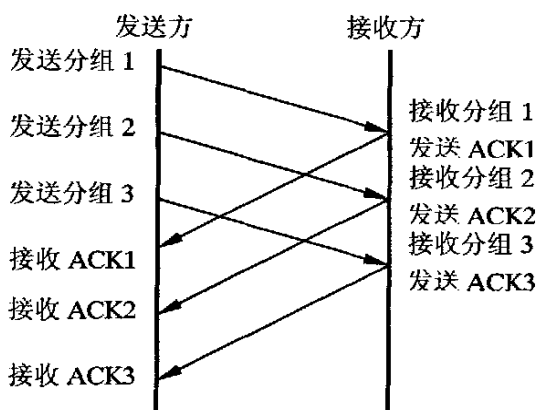 发送方
接收方
发送分组 1
发送分组 2
发送分组 3
接收 ACK1
接收 ACK2
接收 ACK3
接收分组 1
发送 ACK1
接收分组 2
发送 ACK2
接收分组 3
发送 ACK3